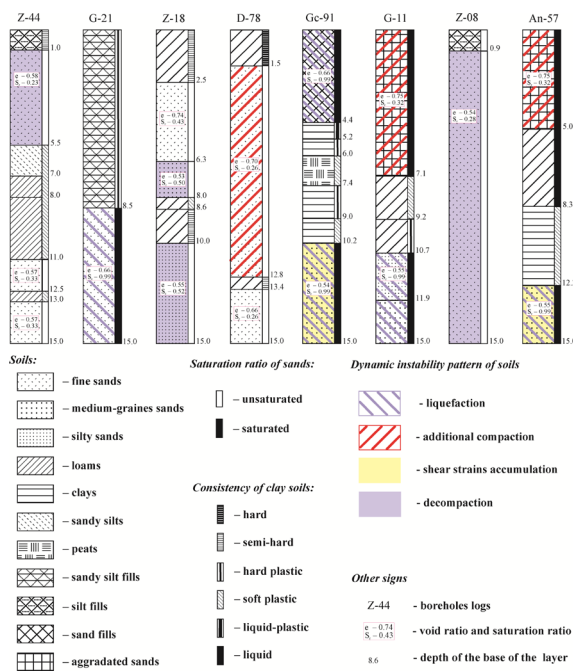 Z-44 G-21 Z-18 D-78 Gc-91 G-11 Z-08 An-57
1.0
e – 0.58
Sᵣ – 0.23
5.5
7.0
8.0
11.0
e – 0.57
Sᵣ – 0.33
12.5
13.0
e – 0.57
Sᵣ – 0.33
15.0
8.5
e – 0.66
Sᵣ – 0.99
15.0
2.5
e – 0.74
Sᵣ – 0.43
6.3
e – 0.53
Sᵣ – 0.50
8.0
8.6
10.0
e – 0.55
Sᵣ – 0.52
15.0
1.5
e – 0.70
Sᵣ – 0.26
12.8
13.4
e – 0.66
Sᵣ – 0.26
15.0
e – 0.66
Sᵣ – 0.99
4.4
5.2
6.0
7.4
9.0
10.2
e – 0.54
Sᵣ – 0.99
15.0
e – 0.75
Sᵣ – 0.32
7.1
9.2
10.7
e – 0.55
Sᵣ – 0.99
11.9
15.0
0.9
e – 0.54
Sᵣ – 0.28
15.0
e – 0.75
Sᵣ – 0.32
5.0
8.3
e – 0.55
Sᵣ – 0.99
15.0
Soils:
– fine sands
– medium-graines sands
– silty sands
– loams
– clays
– sandy silts
– peats
– sandy silt fills
– silt fills
– sand fills
– aggradated sands
Saturation ratio of sands:
– unsaturated
– saturated
Consistency of clay soils:
– hard
– semi-hard
– hard plastic
– soft plastic
– liquid-plastic
– liquid
Dynamic instability pattern of soils
- liquefaction
- additional compaction
- shear strains accumulation
- decompaction
Other signs
Z-44 - boreholes logs
e – 0.74
Sᵣ – 0.43
- void ratio and saturation ratio
8.6 - depth of the base of the layer